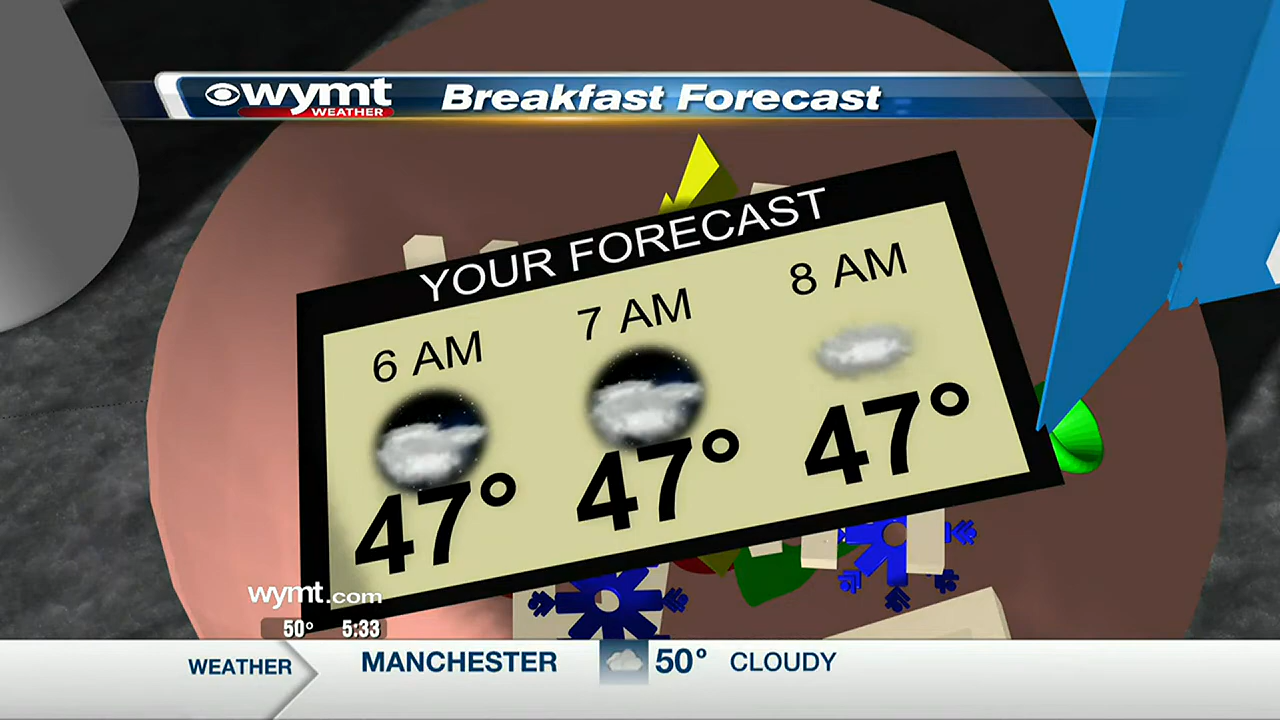 wymt Breakfast Forecast
WEATHER
YOUR FORECAST
6 AM 7 AM 8 AM
47° 47° 47°
wymt.com
50° 5:33
WEATHER MANCHESTER 50° CLOUDY